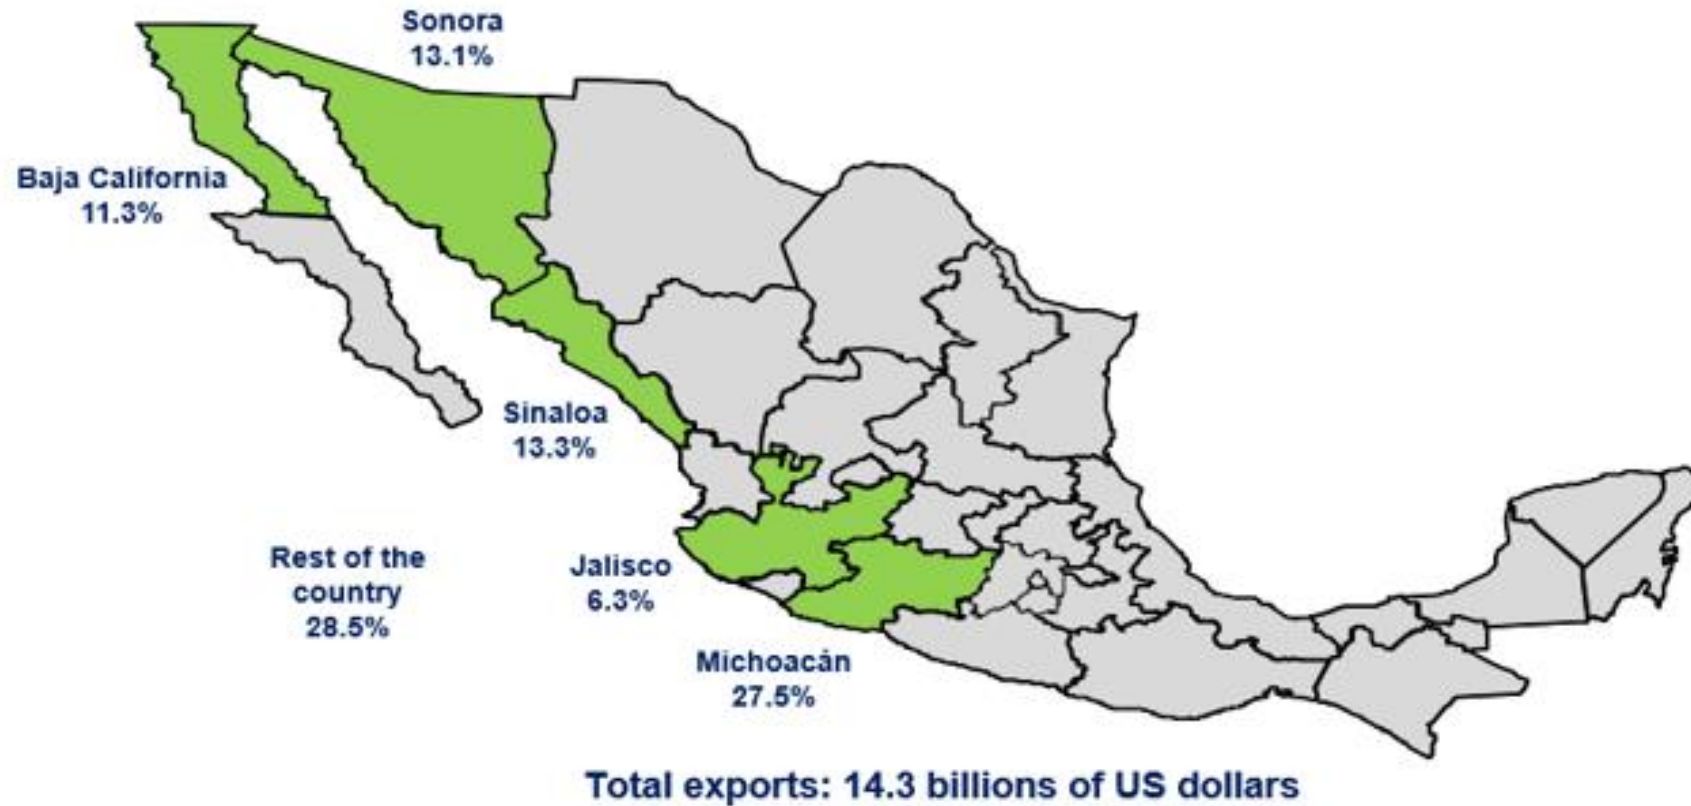 Sonora
13.1%
Baja California
11.3%
Sinaloa
13.3%
Rest of the
country
28.5%
Jalisco
6.3%
Michoacán
27.5%
Total exports: 14.3 billions of US dollars